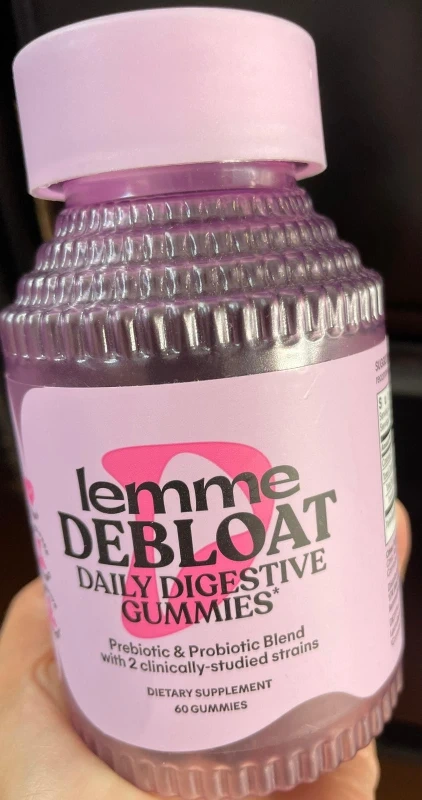 lemme
DEBLOAT
DAILY DIGESTIVE
GUMMIES*
Prebiotic & Probiotic Blend
with 2 clinically-studied strains
DIETARY SUPPLEMENT
60 GUMMIES